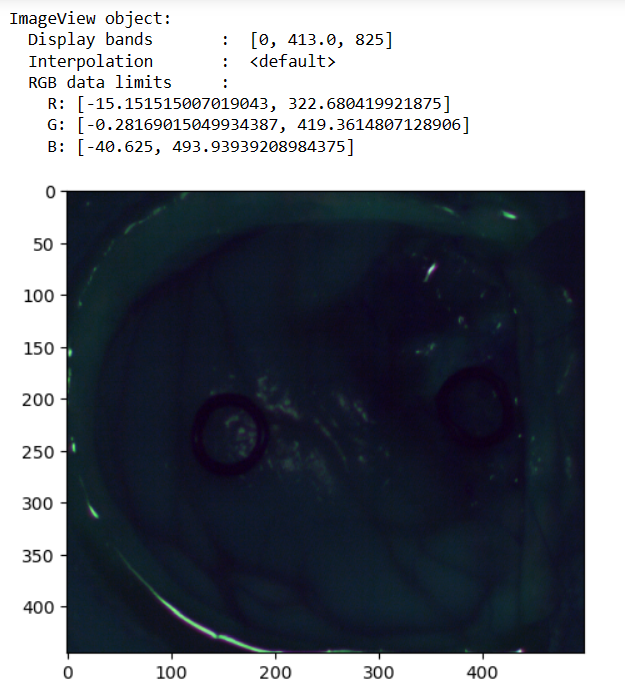 ImageView object:
Display bands : [0, 413.0, 825]
Interpolation : <default>
RGB data limits :
R: [-15.151515007019043, 322.680419921875]
G: [-0.28169015049934387, 419.3614807128906]
B: [-40.625, 493.93939208984375]
0
50
100
150
200
250
300
350
400
0 100 200 300 400